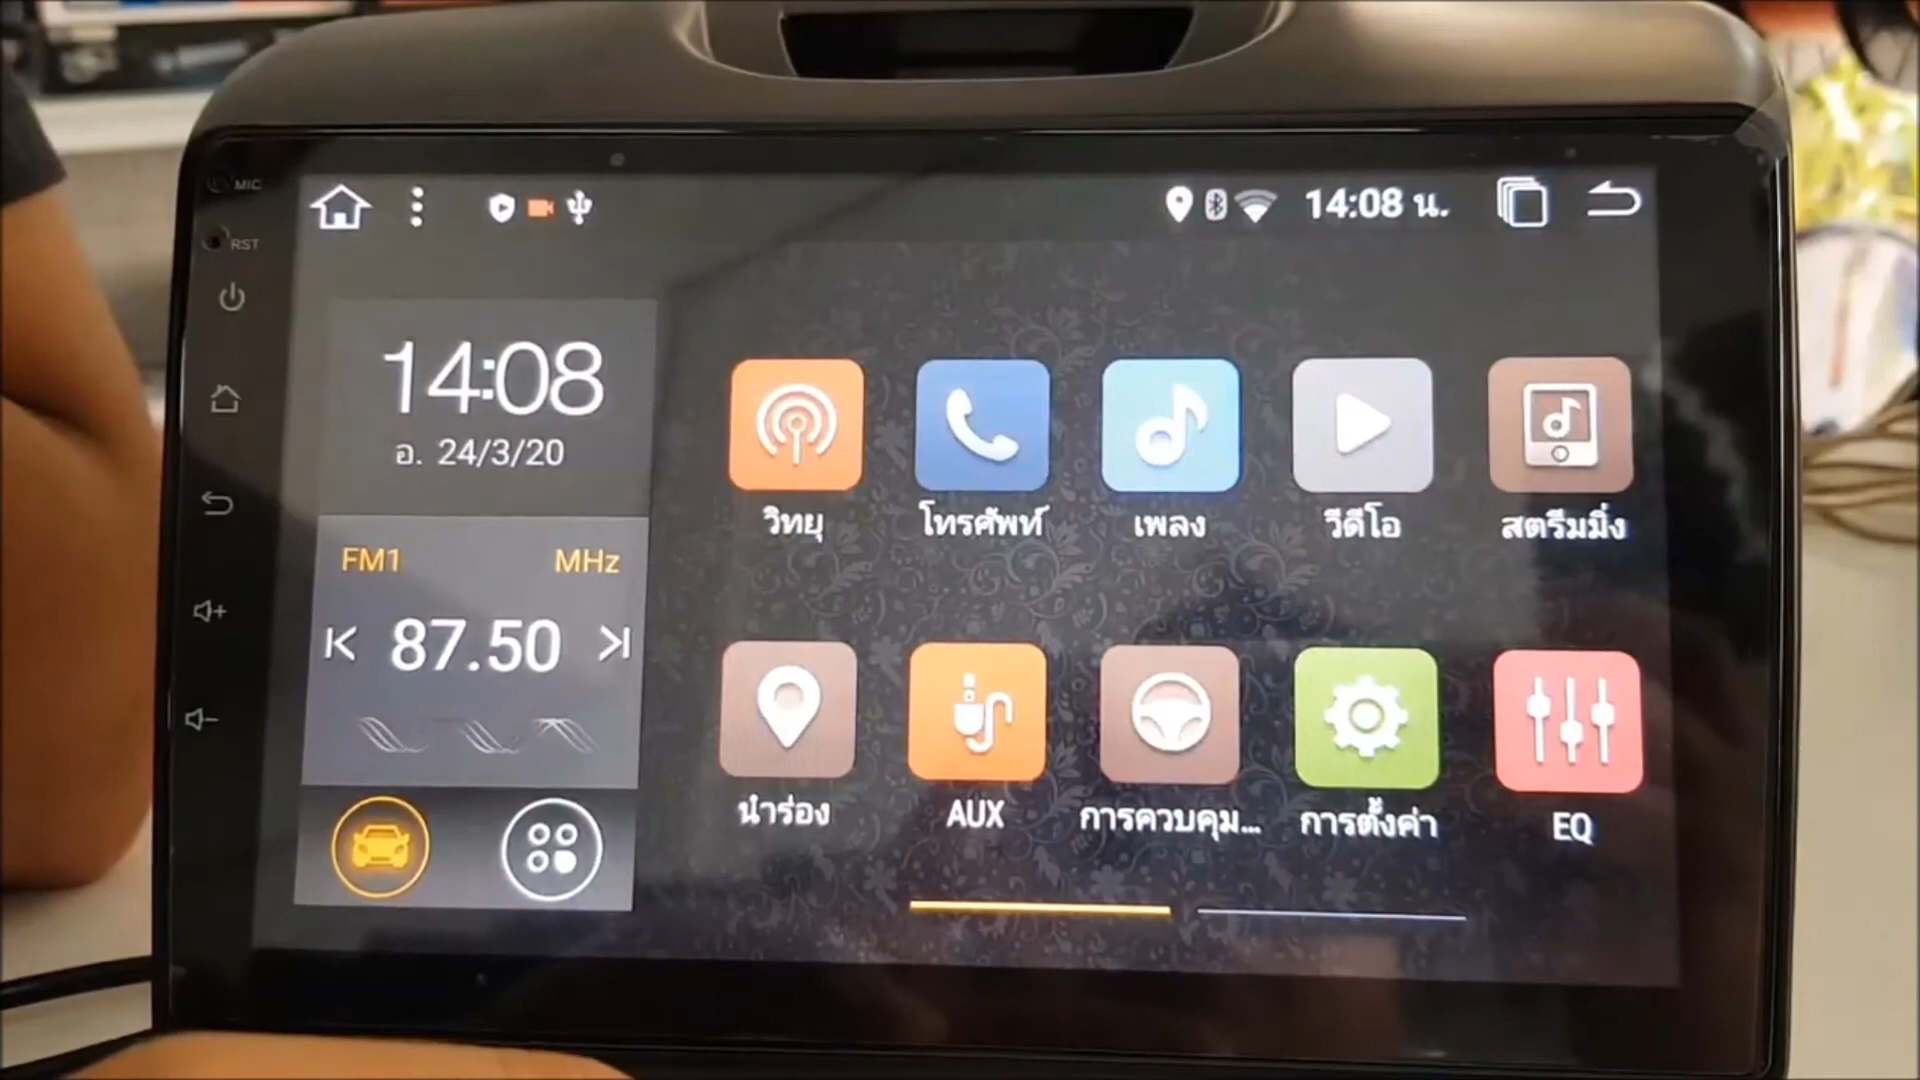 MIC
RST
14:08 น.
14:08
อ. 24/3/20
FM1 MHz
87.50
วิทยุ โทรศัพท์ เพลง วีดีโอ สตรีมมิ่ง
นำร่อง AUX การควบคุม... การตั้งค่า EQ